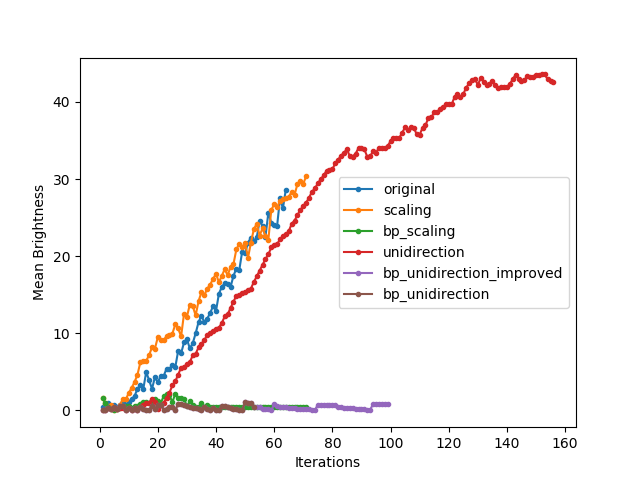 40
30
20
10
0
Mean Brightness
original
scaling
bp_scaling
unidirection
bp_unidirection_improved
bp_unidirection
0 20 40 60 80 100 120 140 160
Iterations